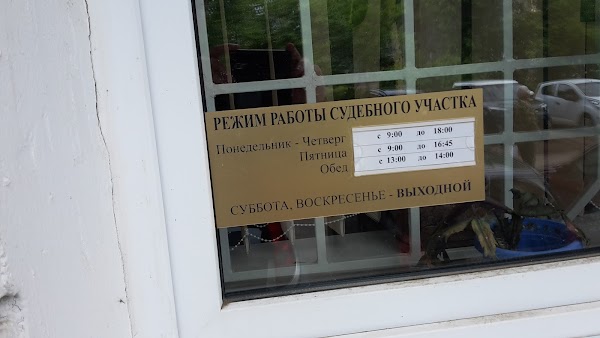 РЕЖИМ РАБОТЫ СУДЕБНОГО УЧАСТКА
Понедельник - Четверг с 9:00 до 18:00
Пятница с 9:00 до 16:45
Обед с 13:00 до 14:00
СУББОТА, ВОСКРЕСЕНЬЕ - ВЫХОДНОЙ